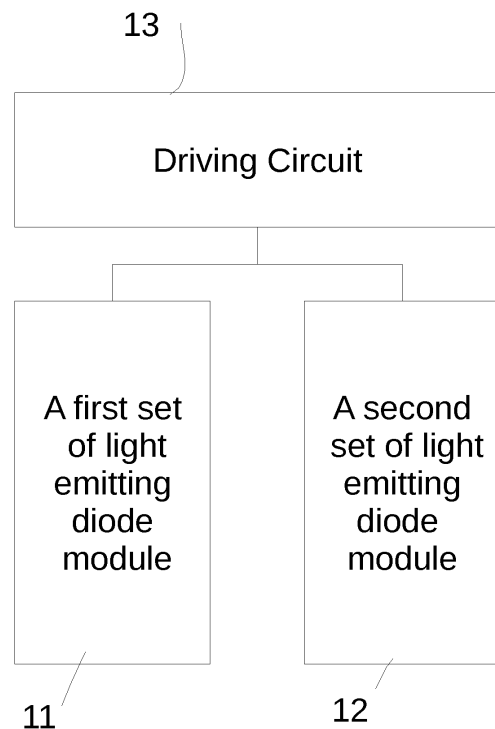 13
Driving Circuit
A first set
of light
emitting
diode
module
A second
set of light
emitting
diode
module
11
12